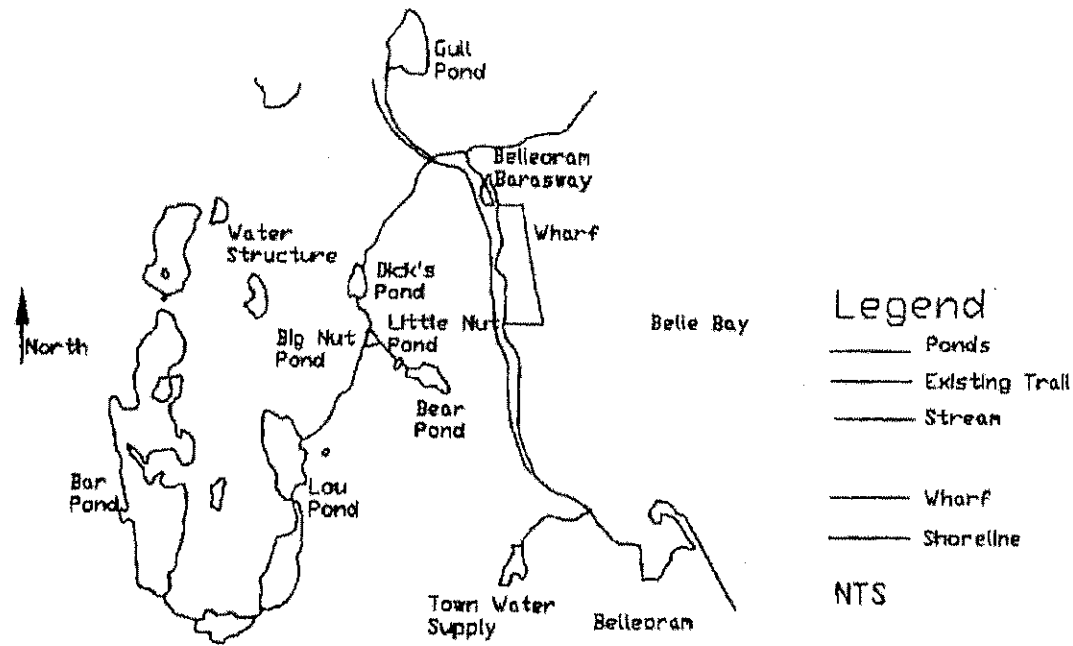 Gull
Pond
Belleoram
Barasway
Water
Structure
Wharf
Dick's
Pond
North
Big Nut
Pond
Little Nut
Pond
Belle Bay
Bear
Pond
Bar
Pond
Lou
Pond
Town Water
Supply
Belleoram
Legend
Ponds
Existing Trail
Stream
Wharf
Shoreline
NTS